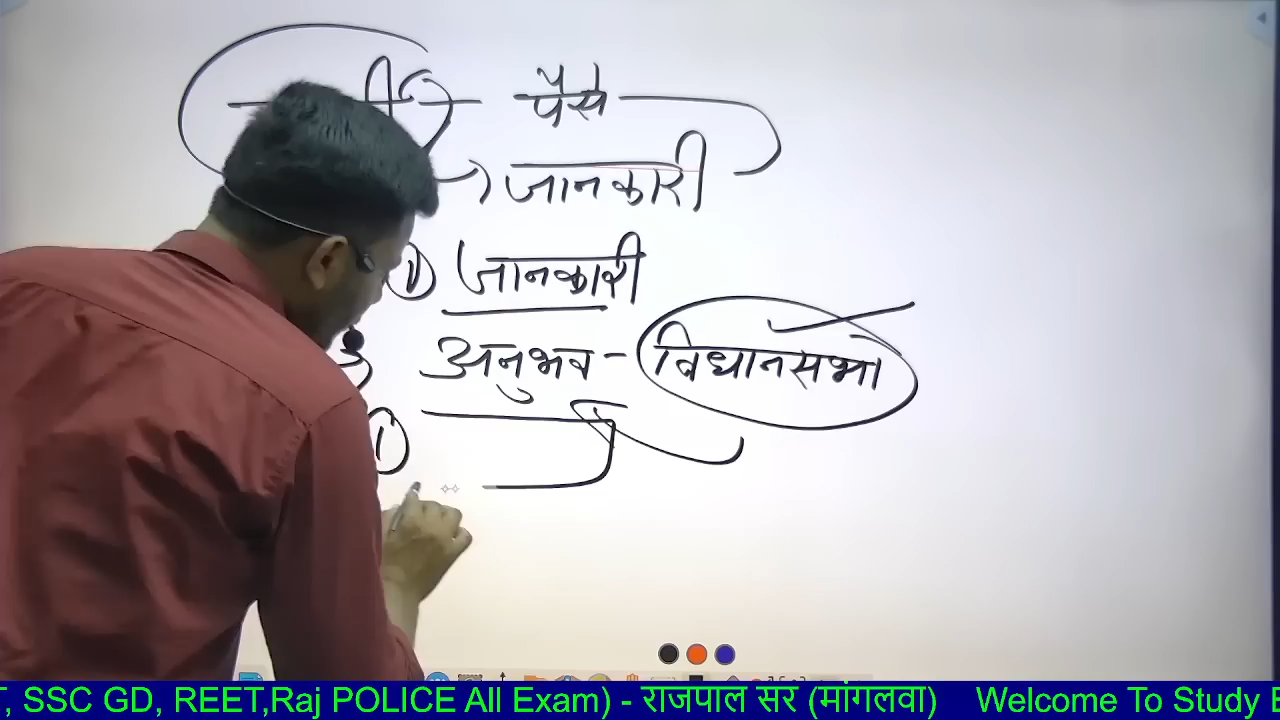 पैसे
जानकारी
① जानकारी
अनुभव - विधानसभा
①
T, SSC GD, REET,Raj POLICE All Exam) - राजपाल सर (मांगलवा) Welcome To Study